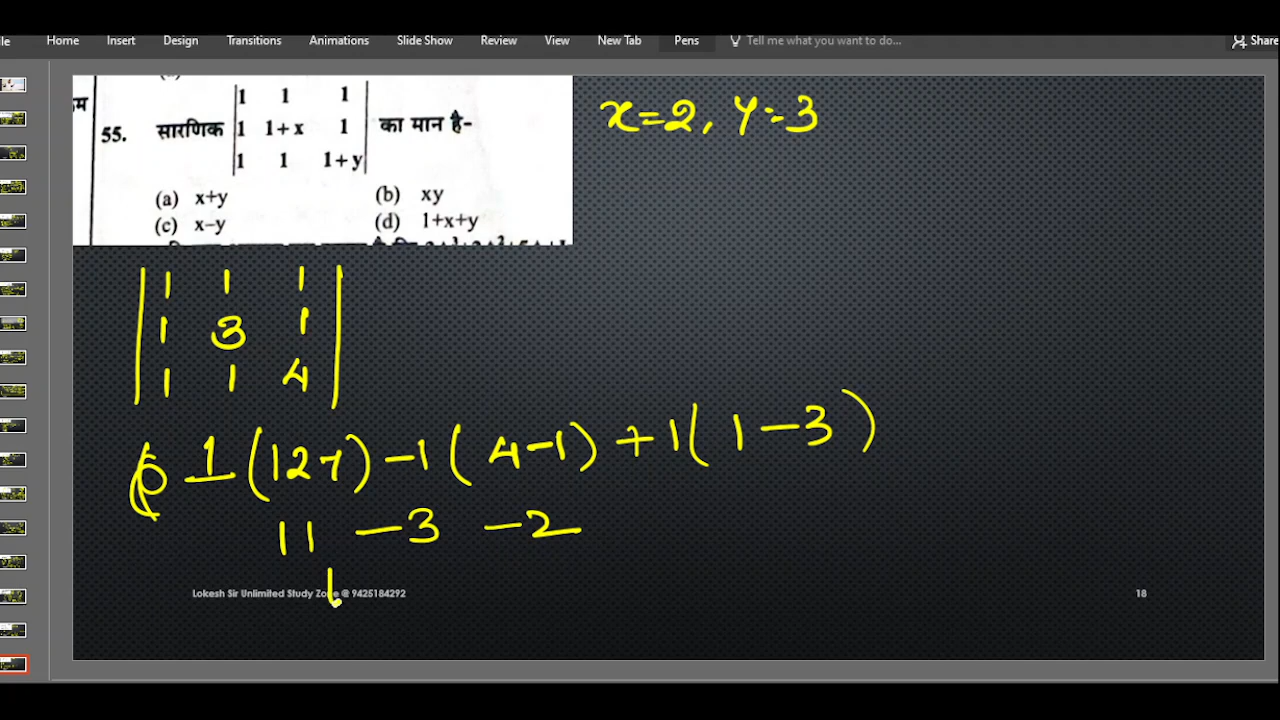 Home Insert Design Transitions Animations Slide Show Review View New Tab Pens Tell me what you want to do... Share
55. सारणिक |1 1 1| का मान है-
|1 1+x 1|
|1 1 1+y|
(a) x+y (b) xy
(c) x-y (d) 1+x+y
x=2, y=3
1 1 1
1 3 1
1 1 4
1 (12-1) -1 (4-1) +1 (1-3)
11 -3 -2
Lokesh Sir Unlimited Study Zone @ 9425184292
18